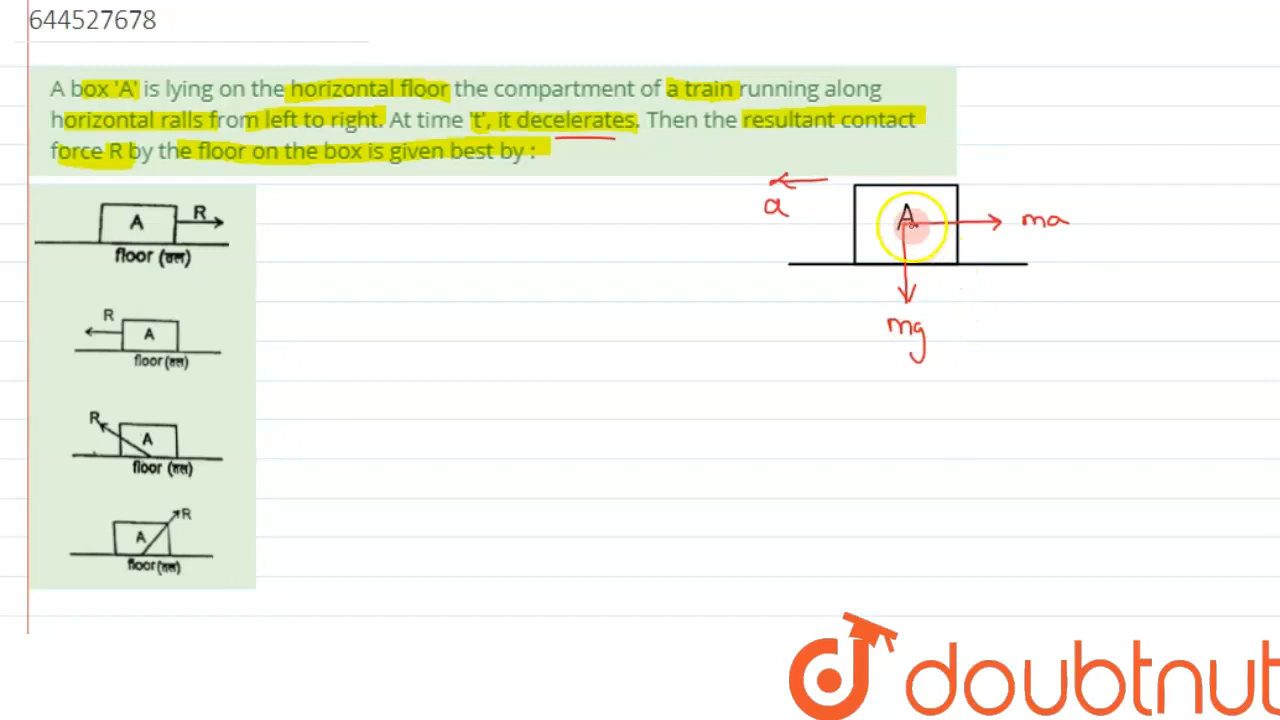 644527678
A box 'A' is lying on the horizontal floor the compartment of a train running along
horizontal ralls from left to right. At time 't', it decelerates. Then the resultant contact
force R by the floor on the box is given best by :
A R
floor (तल)
R
A
floor (तल)
R
A
floor (तल)
R
A
floor (तल)
a
A
ma
mg
doubtnut